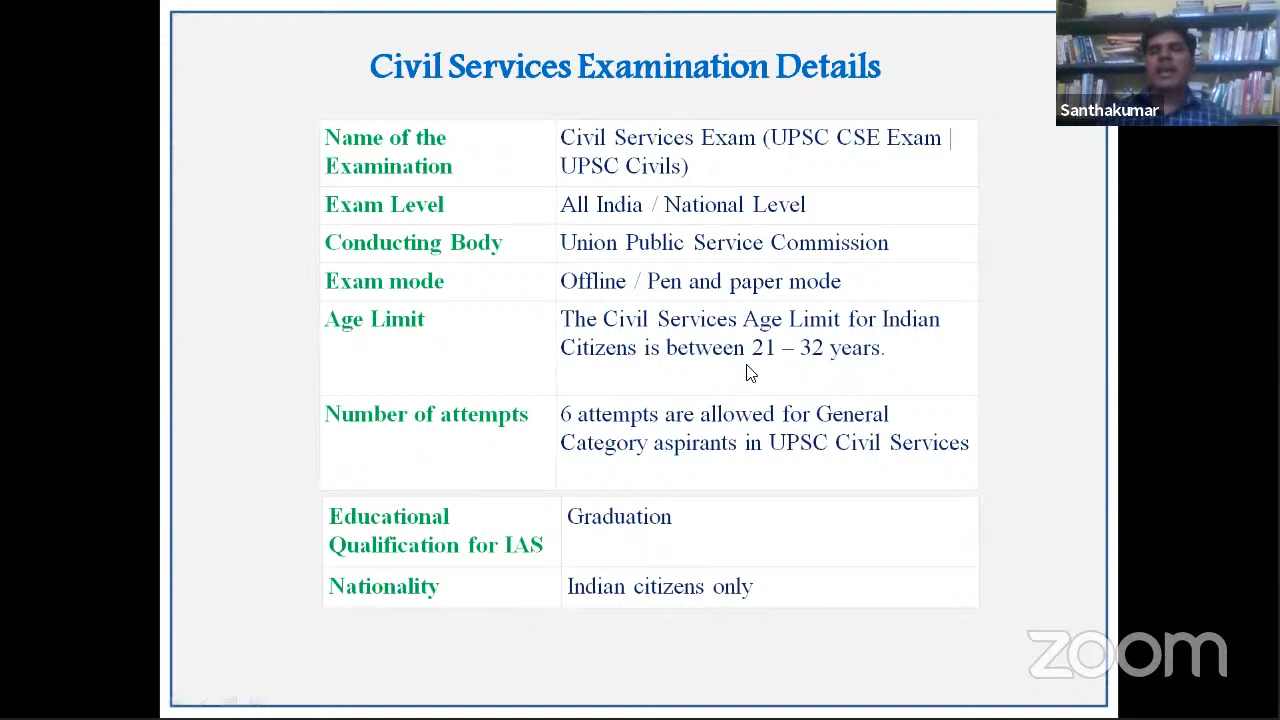 Civil Services Examination Details
Santhakumar
Name of the
Examination
Civil Services Exam (UPSC CSE Exam |
UPSC Civils)
Exam Level
All India / National Level
Conducting Body
Union Public Service Commission
Exam mode
Offline / Pen and paper mode
Age Limit
The Civil Services Age Limit for Indian
Citizens is between 21 – 32 years.
Number of attempts
6 attempts are allowed for General
Category aspirants in UPSC Civil Services
Educational
Qualification for IAS
Graduation
Nationality
Indian citizens only
zoom